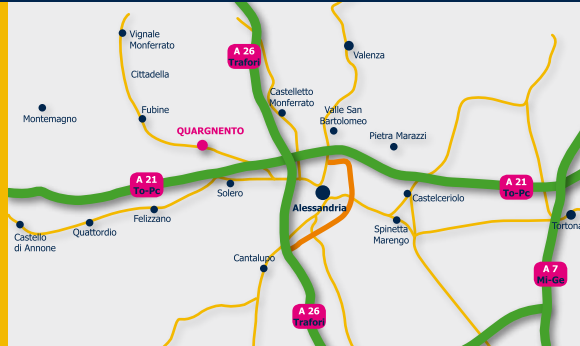 Vignale
Monferrato
A 26
Trafori
Valenza
Cittadella
Castelletto
Monferrato
Montemagno
Fubine
Valle San
Bartolomeo
QUARGNENTO
Pietra Marazzi
A 21
To-Pc
Solero
A 21
To-Pc
Castelceriolo
Alessandria
Felizzano
Quattordio
Castello
di Annone
Spinetta
Marengo
Tortona
Cantalupo
A 7
Mi-Ge
A 26
Trafori